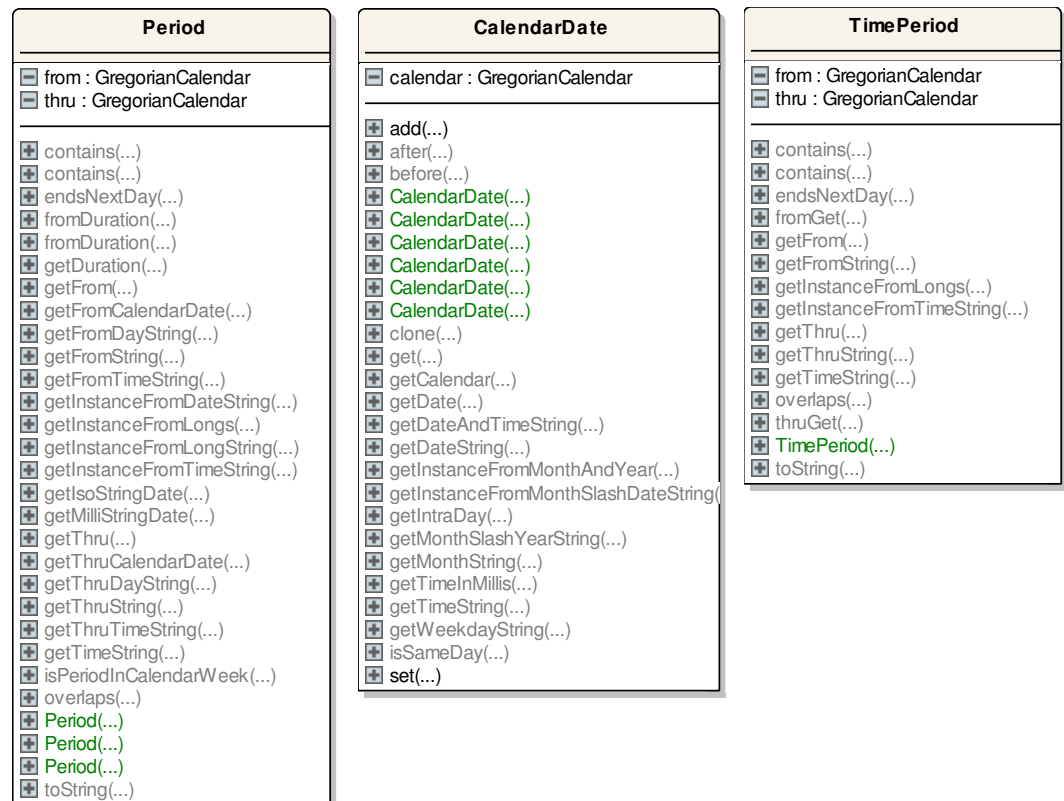 Period
from : GregorianCalendar
thru : GregorianCalendar
contains(...)
contains(...)
endsNextDay(...)
fromDuration(...)
fromDuration(...)
getDuration(...)
getFrom(...)
getFromCalendarDate(...)
getFromDayString(...)
getFromString(...)
getFromTimeString(...)
getInstanceFromDateString(...)
getInstanceFromLongs(...)
getInstanceFromLongString(...)
getInstanceFromTimeString(...)
getIsoStringDate(...)
getMilliStringDate(...)
getThru(...)
getThruCalendarDate(...)
getThruDayString(...)
getThruString(...)
getThruTimeString(...)
getTimeString(...)
isPeriodInCalendarWeek(...)
overlaps(...)
Period(...)
Period(...)
Period(...)
toString(...)
CalendarDate
calendar : GregorianCalendar
add(...)
after(...)
before(...)
CalendarDate(...)
CalendarDate(...)
CalendarDate(...)
CalendarDate(...)
CalendarDate(...)
CalendarDate(...)
clone(...)
get(...)
getCalendar(...)
getDate(...)
getDateAndTimeString(...)
getDateString(...)
getInstanceFromMonthAndYear(...)
getInstanceFromMonthSlashDateString(
getIntraDay(...)
getMonthSlashYearString(...)
getMonthString(...)
getTimeInMillis(...)
getTimeString(...)
getWeekdayString(...)
isSameDay(...)
set(...)
TimePeriod
from : GregorianCalendar
thru : GregorianCalendar
contains(...)
contains(...)
endsNextDay(...)
fromGet(...)
getFrom(...)
getFromString(...)
getInstanceFromLongs(...)
getInstanceFromTimeString(...)
getThru(...)
getThruString(...)
getTimeString(...)
overlaps(...)
thruGet(...)
TimePeriod(...)
toString(...)